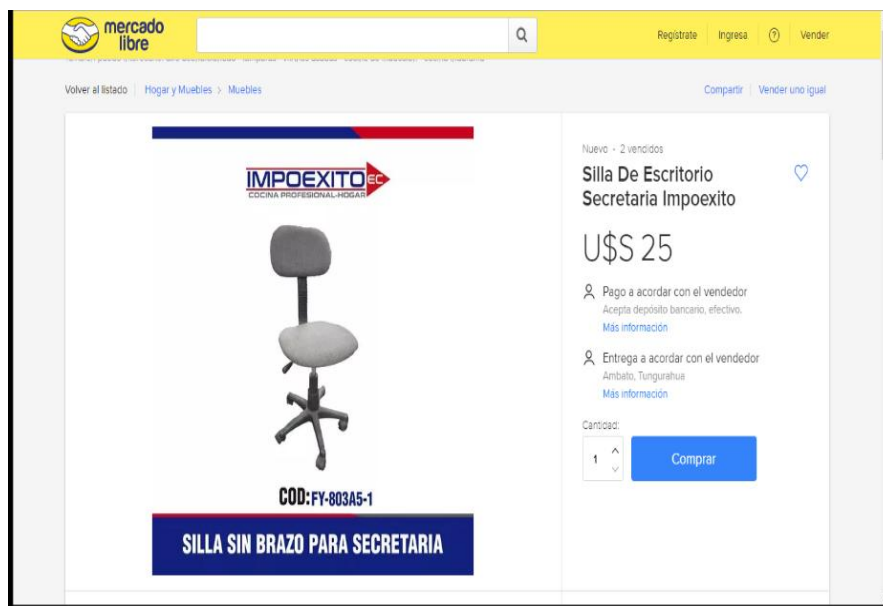 mercado
libre
Regístrate
Ingresa
?
Vender
Volver al listado
Hogar y Muebles > Muebles
Compartir
Vender uno igual
IMPOEXITO EC
COCINA PROFESIONAL-HOGAR
COD:FY-803A5-1
SILLA SIN BRAZO PARA SECRETARIA
Nuevo - 2 vendidos
Silla De Escritorio
Secretaria Impoexito
U$S 25
Pago a acordar con el vendedor
Acepta depósito bancario, efectivo.
Más información
Entrega a acordar con el vendedor
Ambato, Tungurahua
Más información
Cantidad:
1
Comprar